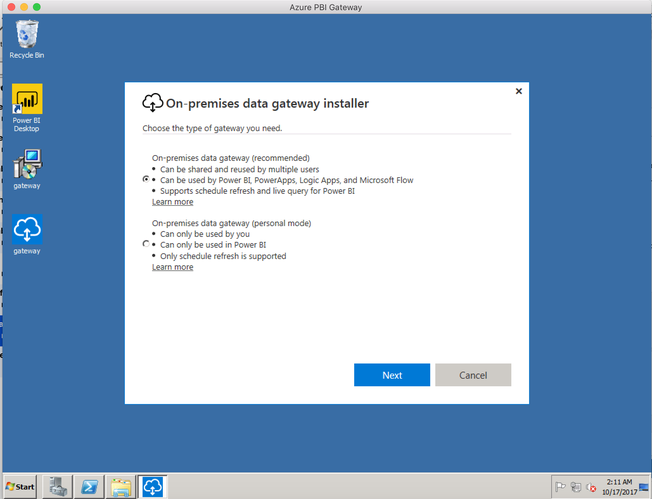 Azure PBI Gateway
Recycle Bin
Power BI
Desktop
gateway
gateway
On-premises data gateway installer
Choose the type of gateway you need.
On-premises data gateway (recommended)
• Can be shared and reused by multiple users
• Can be used by Power BI, PowerApps, Logic Apps, and Microsoft Flow
• Supports schedule refresh and live query for Power BI
Learn more
On-premises data gateway (personal mode)
• Can only be used by you
• Can only be used in Power BI
• Only schedule refresh is supported
Learn more
Next
Cancel
Start
2:11 AM
10/17/2017